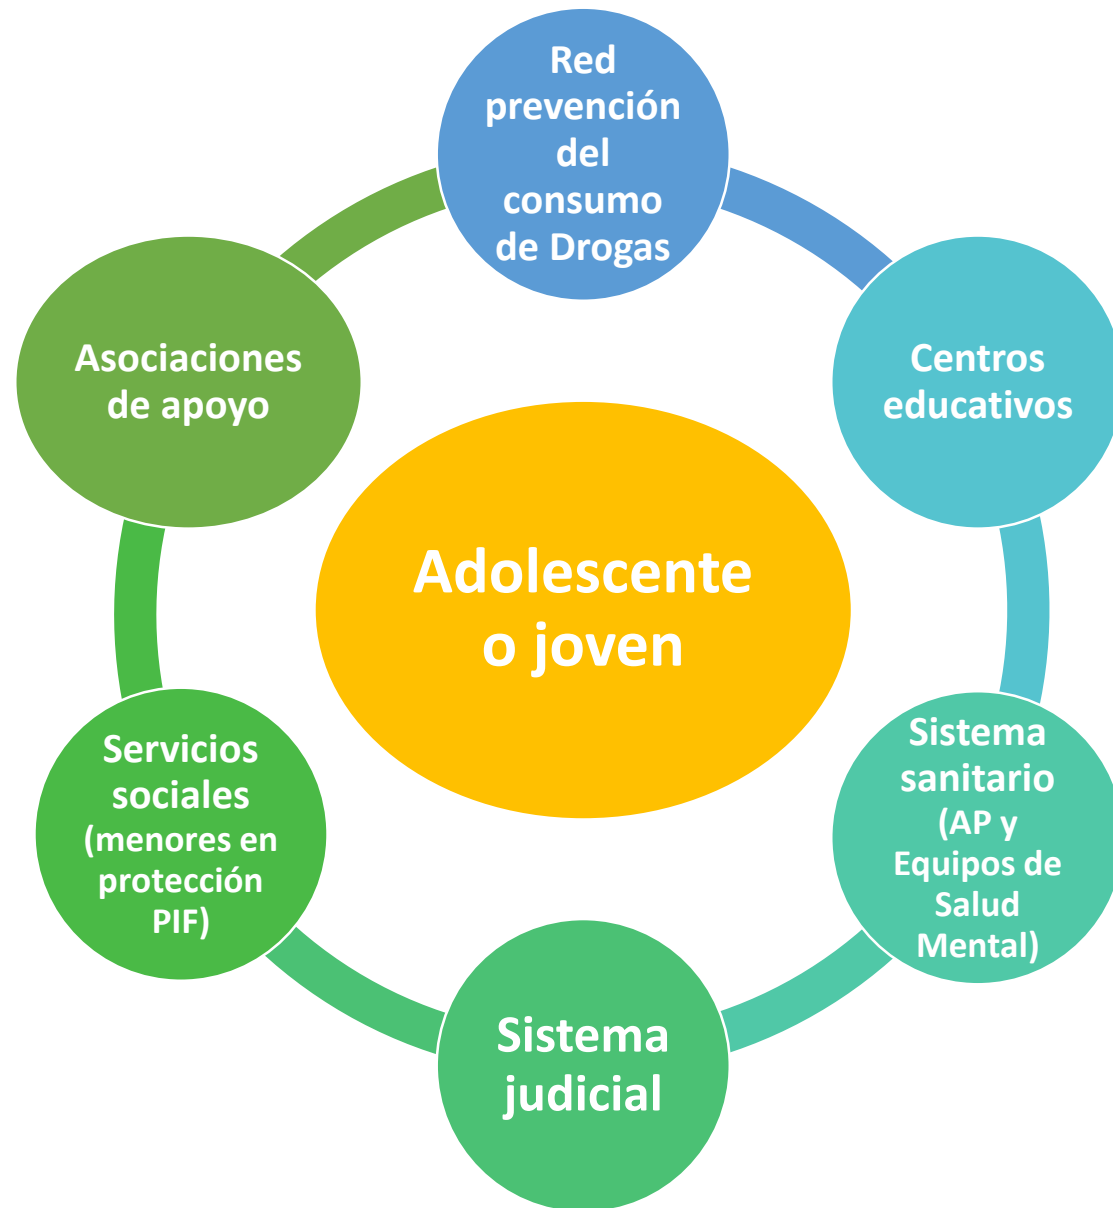 Red
prevención
del
consumo
de Drogas
Centros
educativos
Sistema
sanitario
(AP y
Equipos de
Salud
Mental)
Sistema
judicial
Servicios
sociales
(menores en
protección
PIF)
Asociaciones
de apoyo
Adolescente
o joven